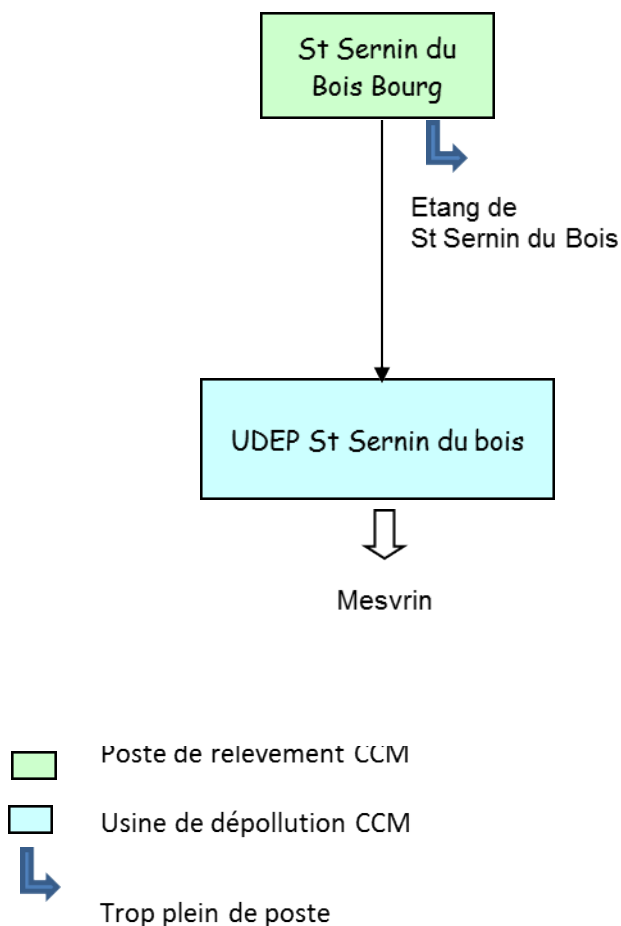 St Sernin du
Bois Bourg
Etang de
St Sernin du Bois
UDEP St Sernin du bois
Mesvrin
Poste de relevement CCM
Usine de dépollution CCM
Trop plein de poste